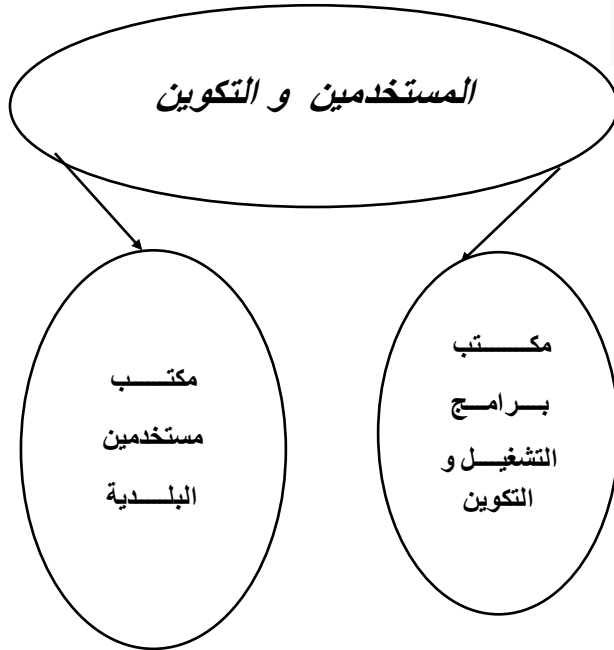 المستخدمين و التكوين
مكتب
برامج
التشغيل و
التكوين
مكتب
مستخدمين
البلدية